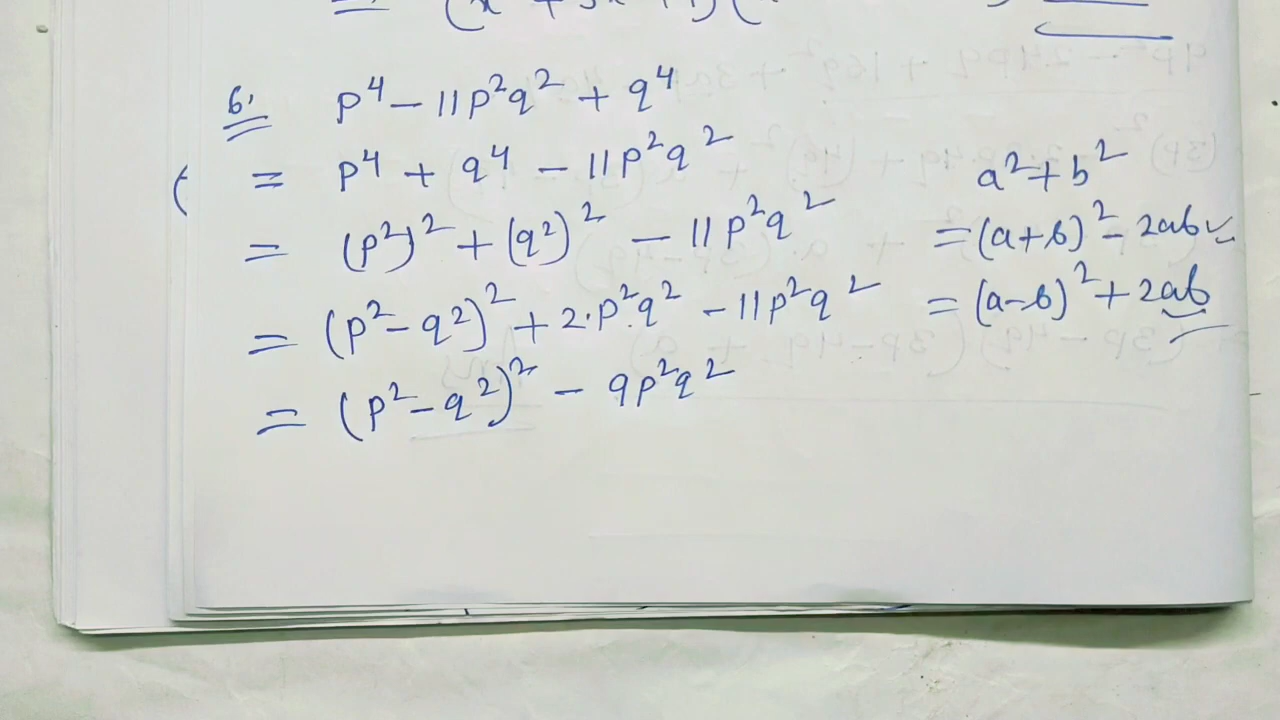 6. p⁴ – 11p²q² + q⁴
= p⁴ + q⁴ – 11p²q²
= (p²)² + (q²)² – 11p²q²
= (p² – q²)² + 2·p²q² – 11p²q²
= (p² – q²)² – 9p²q²
a² + b²
= (a+b)² – 2ab
= (a–b)² + 2ab